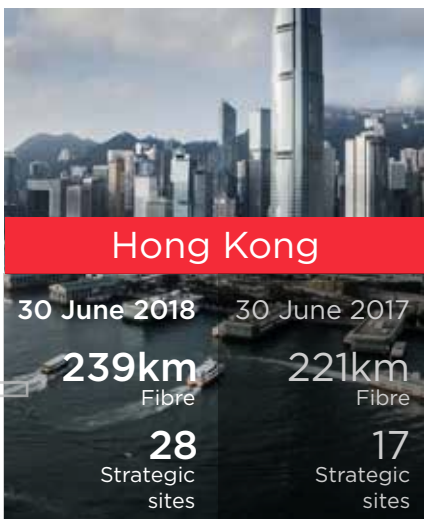 Hong Kong
30 June 2018 30 June 2017
239km 221km
Fibre Fibre
28 17
Strategic Strategic
sites sites